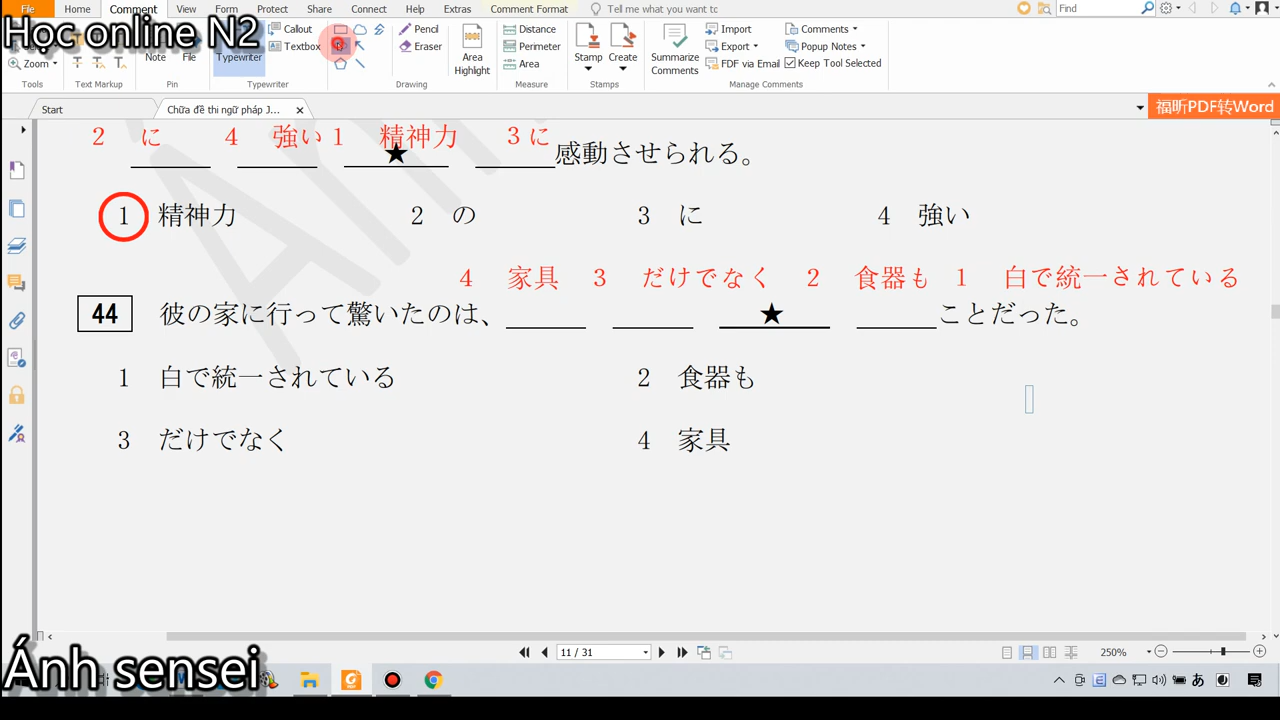 File Home Comment View Form Protect Share Connect Help Extras Comment Format Tell me what you want to Find
Học online N2
Callout Pencil Distance Import Comments
Textbox Eraser Perimeter Export Popup Notes
Zoom Note File Typewriter Area Highlight Area Stamp Create Summarize Comments FDF via Email Keep Tool Selected
Tools Text Markup Pin Typewriter Drawing Measure Stamps Manage Comments
Start Chữa đề thi ngữ pháp J... 福昕PDF转Word
2 に 4 強い 1 精神力 3に
★ 感動させられる。
1 精神力 2 の 3 に 4 強い
4 家具 3 だけでなく 2 食器も 1 白で統一されている
44 彼の家に行って驚いたのは、 ★ ことだった。
1 白で統一されている 2 食器も
3 だけでなく 4 家具
11 / 31 250%
Ánh sensei